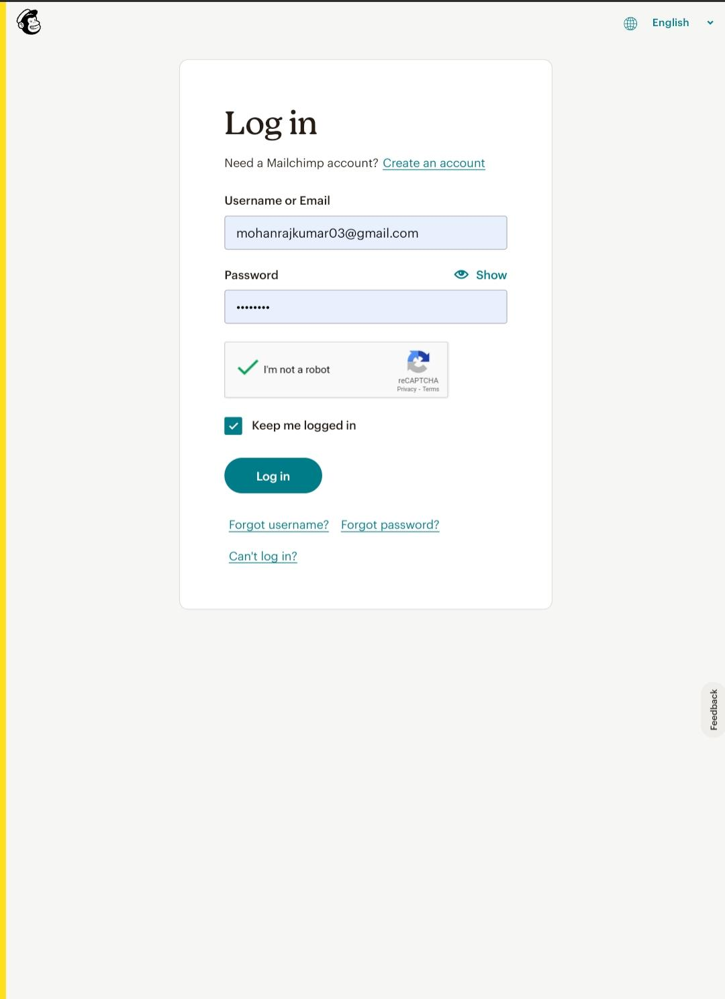 English
Log in
Need a Mailchimp account? Create an account
Username or Email
mohanrajkumar03@gmail.com
Password
Show
••••••••
I'm not a robot
reCAPTCHA
Privacy - Terms
Keep me logged in
Log in
Forgot username? Forgot password?
Can't log in?
Feedback